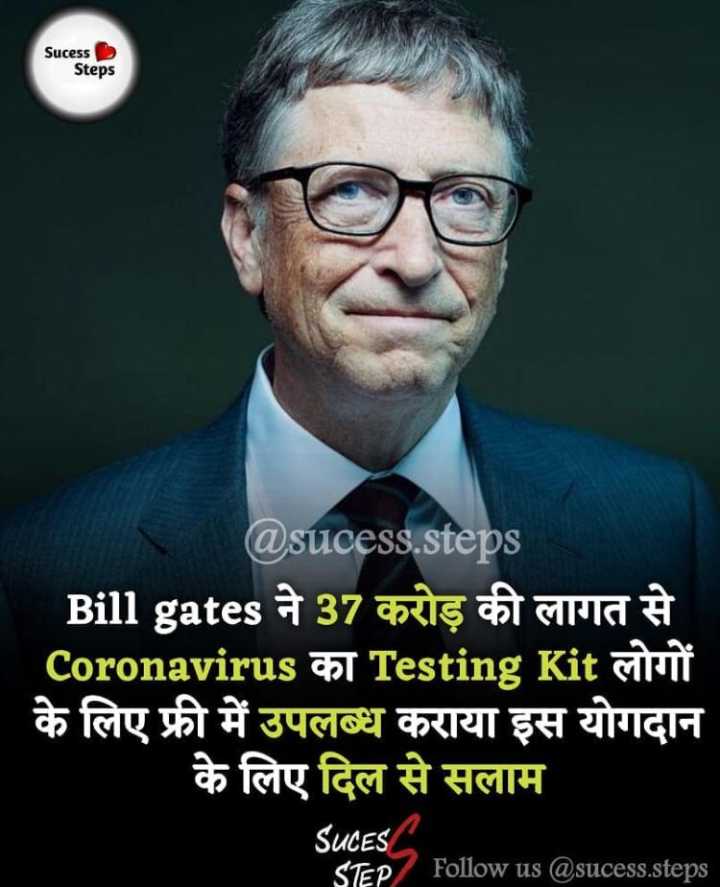 Sucess
Steps
@sucess.steps
Bill gates ने 37 करोड़ की लागत से
Coronavirus का Testing Kit लोगों
के लिए फ्री में उपलब्ध कराया इस योगदान
के लिए दिल से सलाम
SUCESS
STEP
Follow us @sucess.steps